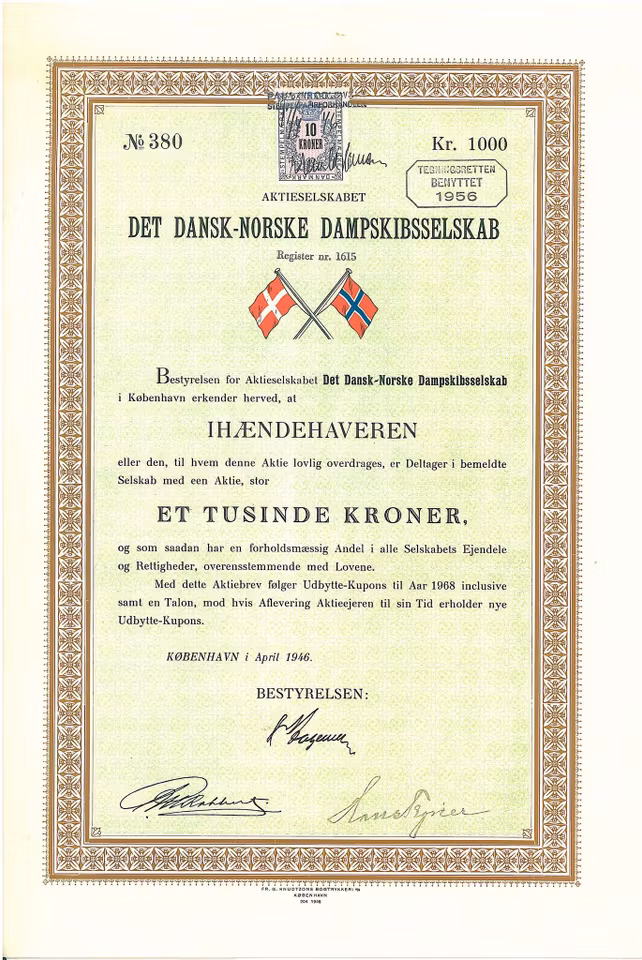 № 380
10
KRONER
Kr. 1000
TEGNINGSRETTEN
BENYTTET
1956
AKTIESELSKABET
DET DANSK-NORSKE DAMPSKIBSSELSKAB
Register nr. 1615
Bestyrelsen for Aktieselskabet Det Dansk-Norske Dampskibsselskab
i København erkender herved, at
IHÆNDEHAVEREN
eller den, til hvem denne Aktie lovlig overdrages, er Deltager i bemeldte
Selskab med een Aktie, stor
ET TUSINDE KRONER,
og som saadan har en forholdsmæssig Andel i alle Selskabets Ejendele
og Rettigheder, overensstemmende med Lovene.
Med dette Aktiebrev følger Udbytte-Kupons til Aar 1968 inclusive
samt en Talon, mod hvis Aflevering Aktieejeren til sin Tid erholder nye
Udbytte-Kupons.
KØBENHAVN i April 1946.
BESTYRELSEN:
FR. G. KNUDTZONS BOGTRYKKERI A/S
KØBENHAVN